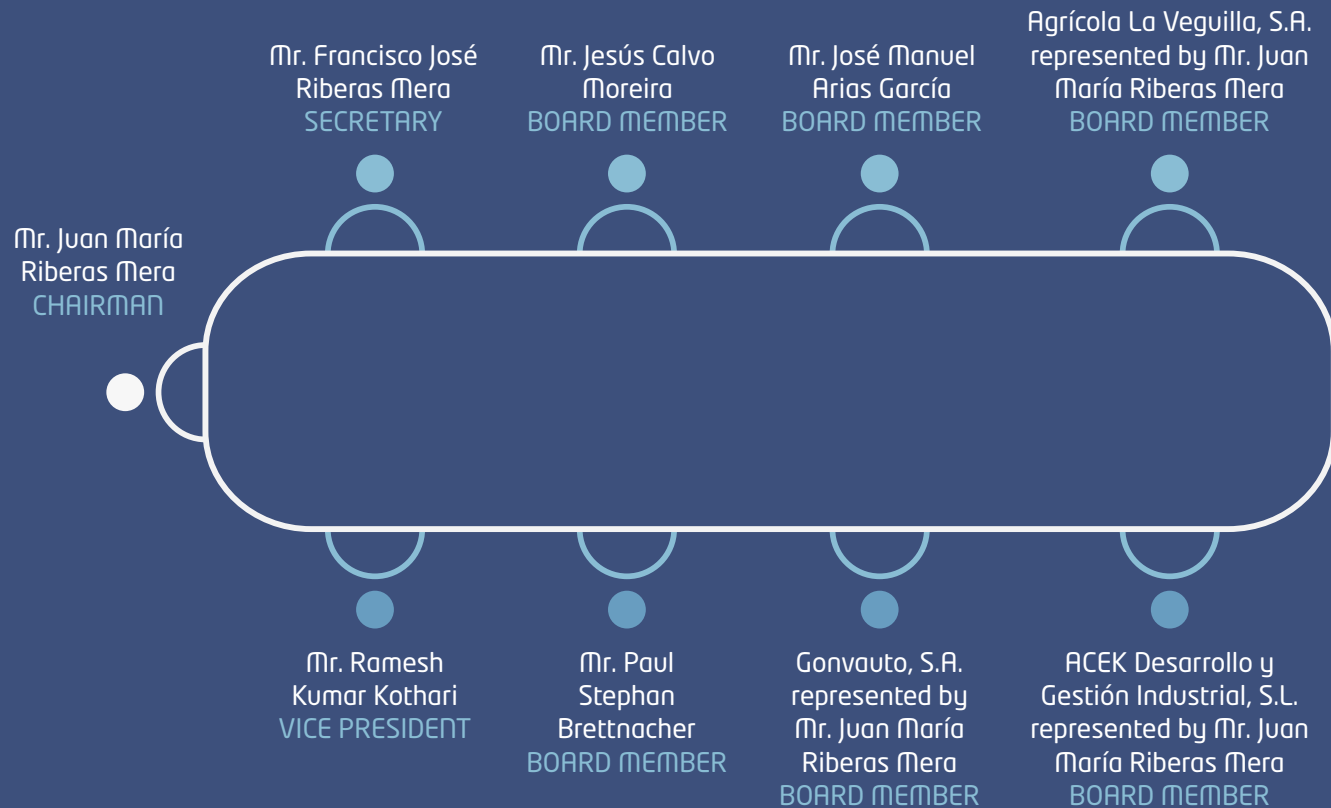 Mr. Juan María
Riberas Mera
CHAIRMAN
Mr. Francisco José
Riberas Mera
SECRETARY
Mr. Jesús Calvo
Moreira
BOARD MEMBER
Mr. José Manuel
Arias García
BOARD MEMBER
Agrícola La Veguilla, S.A.
represented by Mr. Juan
María Riberas Mera
BOARD MEMBER
Mr. Ramesh
Kumar Kothari
VICE PRESIDENT
Mr. Paul
Stephan
Brettnacher
BOARD MEMBER
Gonvauto, S.A.
represented by
Mr. Juan María
Riberas Mera
BOARD MEMBER
ACEK Desarrollo y
Gestión Industrial, S.L.
represented by Mr. Juan
María Riberas Mera
BOARD MEMBER